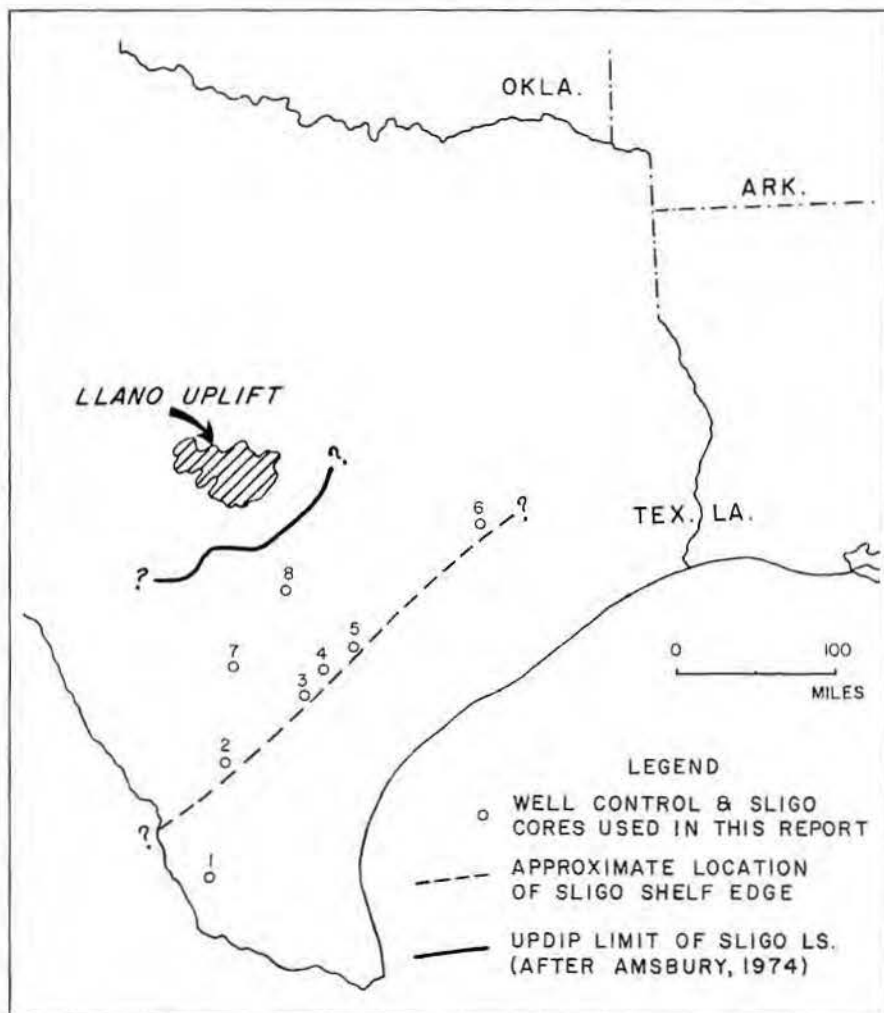 OKLA.
ARK.
LLANO UPLIFT
?
?
6
?
TEX. LA.
8
5
7
4
3
2
?
1
0 100
MILES
LEGEND
WELL CONTROL & SLIGO
CORES USED IN THIS REPORT
APPROXIMATE LOCATION
OF SLIGO SHELF EDGE
UPDIP LIMIT OF SLIGO LS.
(AFTER AMSBURY, 1974)